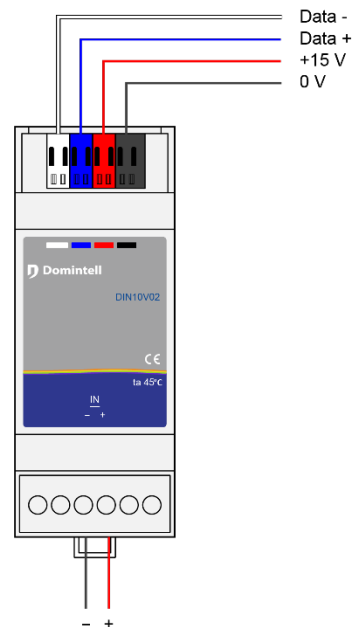 Data -
Data +
+15 V
0 V
Domintell
DIN10V02
CE
ta 45°C
IN
– +
– +